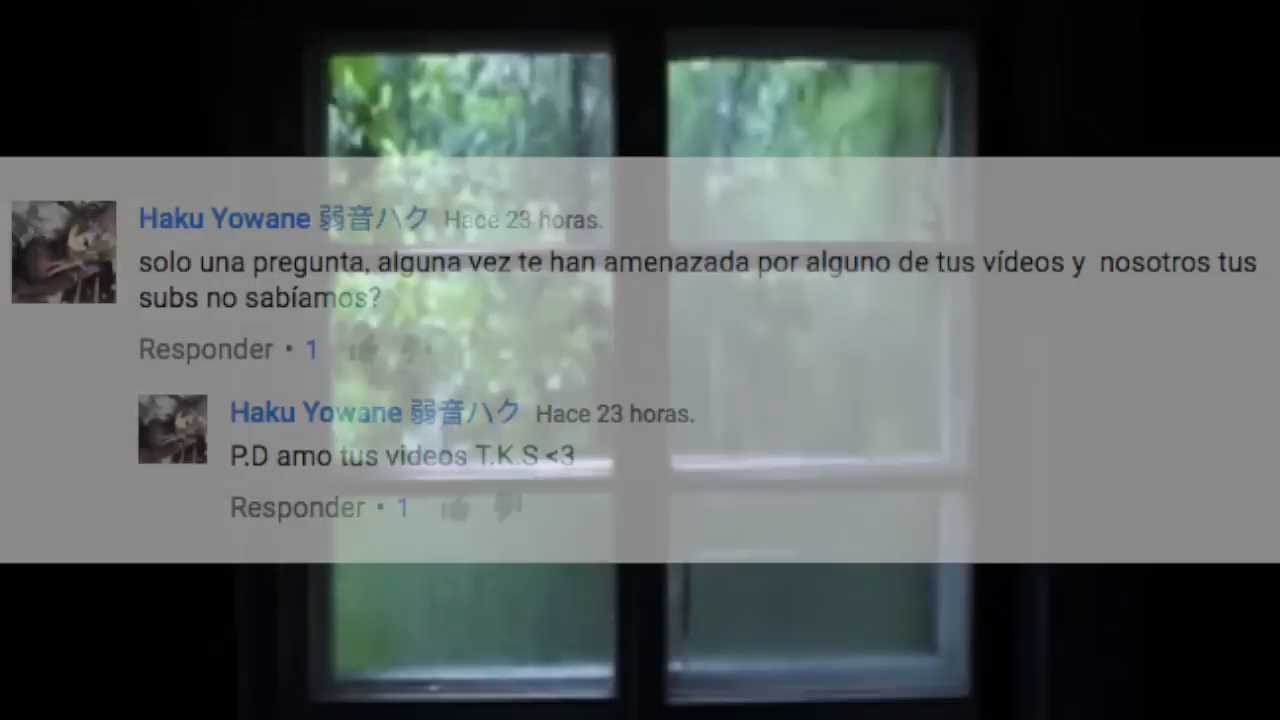 Haku Yowane 弱音ハク Hace 23 horas.
solo una pregunta, alguna vez te han amenazada por alguno de tus vídeos y  nosotros tus
subs no sabíamos?
Responder • 1
Haku Yowane 弱音ハク Hace 23 horas.
P.D amo tus videos T.K.S <3
Responder • 1